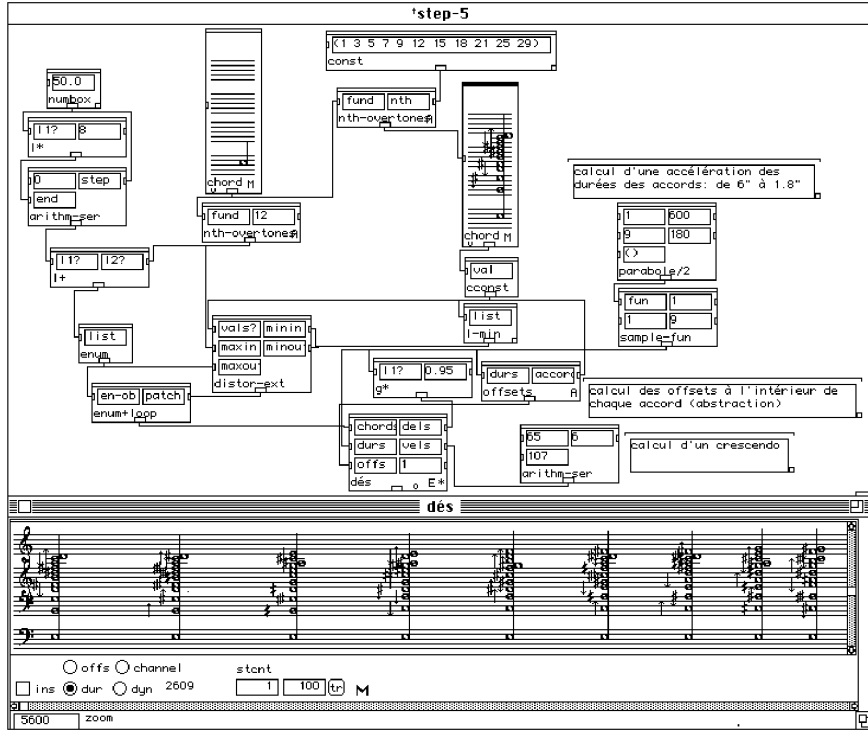 †step-5
(1 3 5 7 9 12 15 18 21 25 29)
const
50.0
numbox
fund nth
nth-overtones A
l1? 8
l*
calcul d'une accélération des
durées des accords: de 6" à 1.8"
0 step
end
arithm-ser
chord M
fund 12
nth-overtones A
chord M
1 600
9 180
()
parabole/2
l1? l2?
l+
val
cconst
fun 1
1 9
sample-fun
list
enum
vals? minin
maxin minout
maxout
distor-ext
list
l-min
l1? 0.95
g*
durs accord
offsets A
calcul des offsets à l'intérieur de
chaque accord (abstraction)
en-ob patch
enum+loop
chords dels
durs vels
offs 1
dés o E*
65 6
107
arithm-ser
calcul d'un crescendo
dés
offs channel
stcnt
ins dur dyn 2609
1 100 tr M
5600 zoom